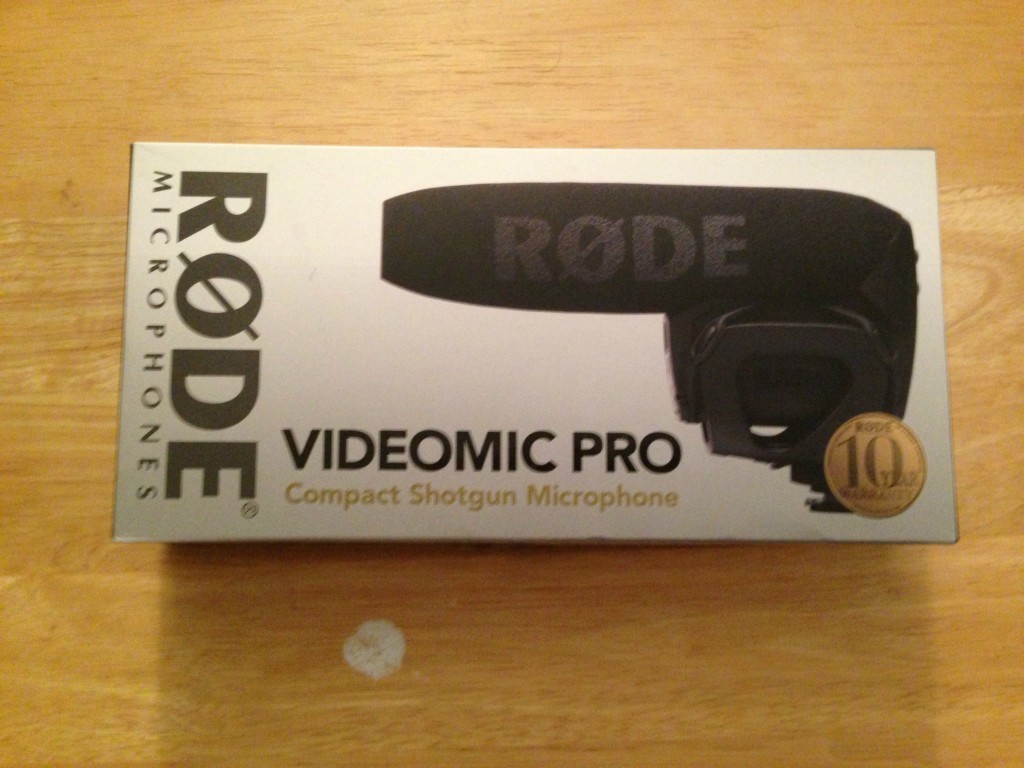 RØDE®
MICROPHONES
RØDE
VIDEOMIC PRO
Compact Shotgun Microphone
RØDE
10 YEAR
WARRANTY